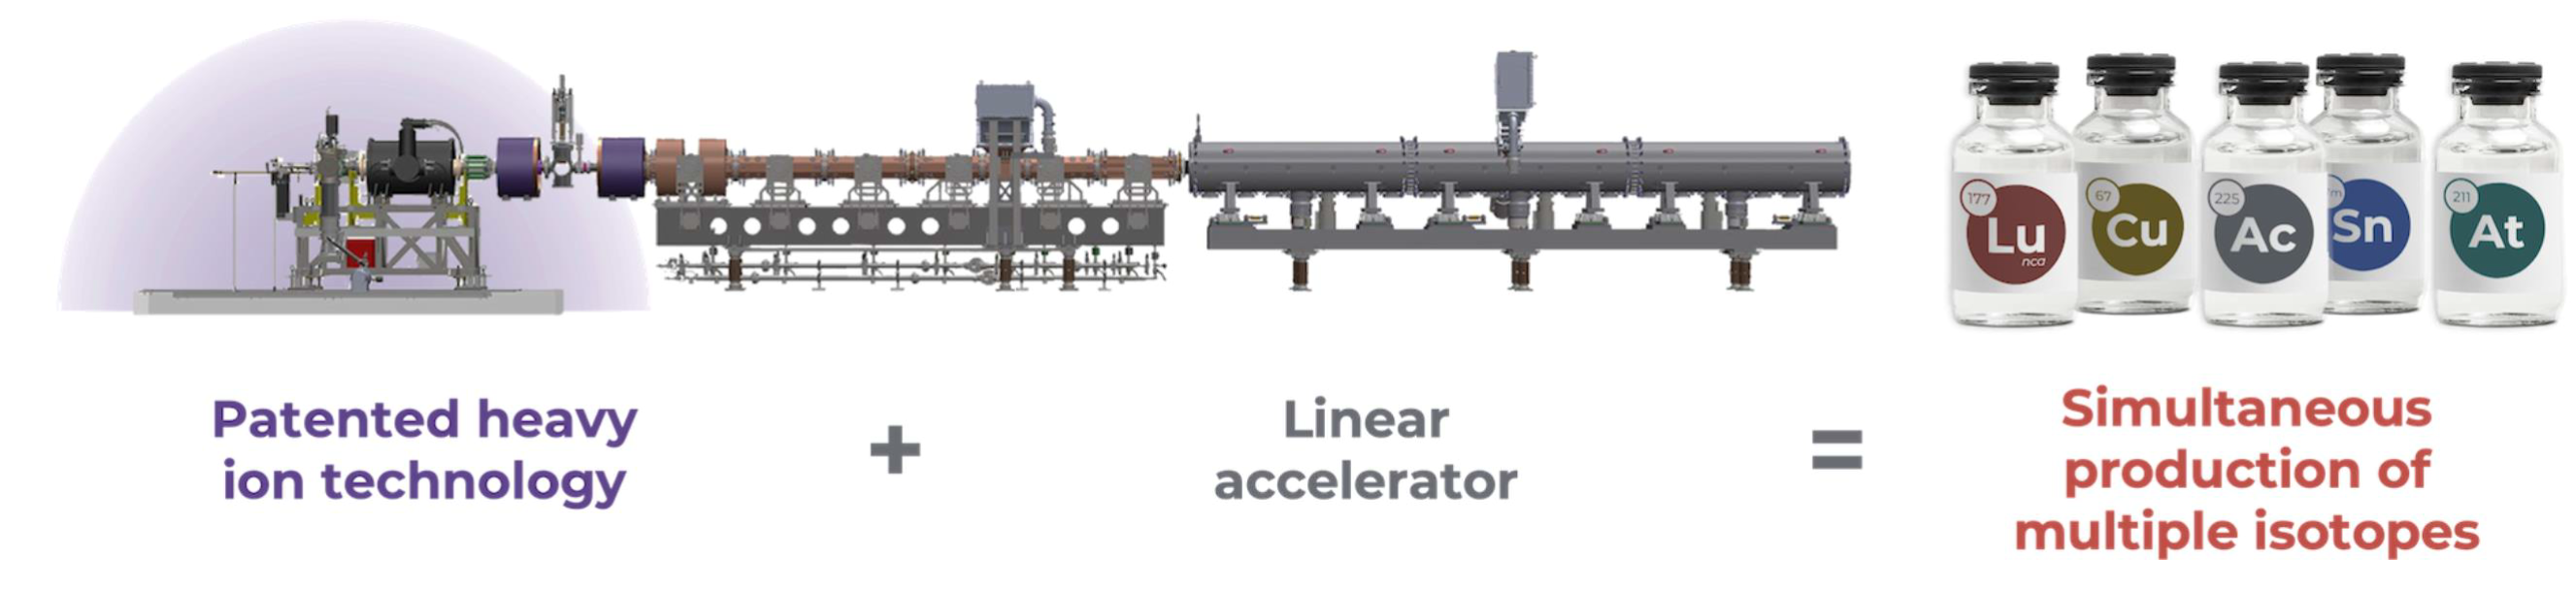 177
Lu
nca
67
Cu
225
Ac
m
Sn
211
At
Patented heavy
ion technology
+
Linear
accelerator
=
Simultaneous
production of
multiple isotopes